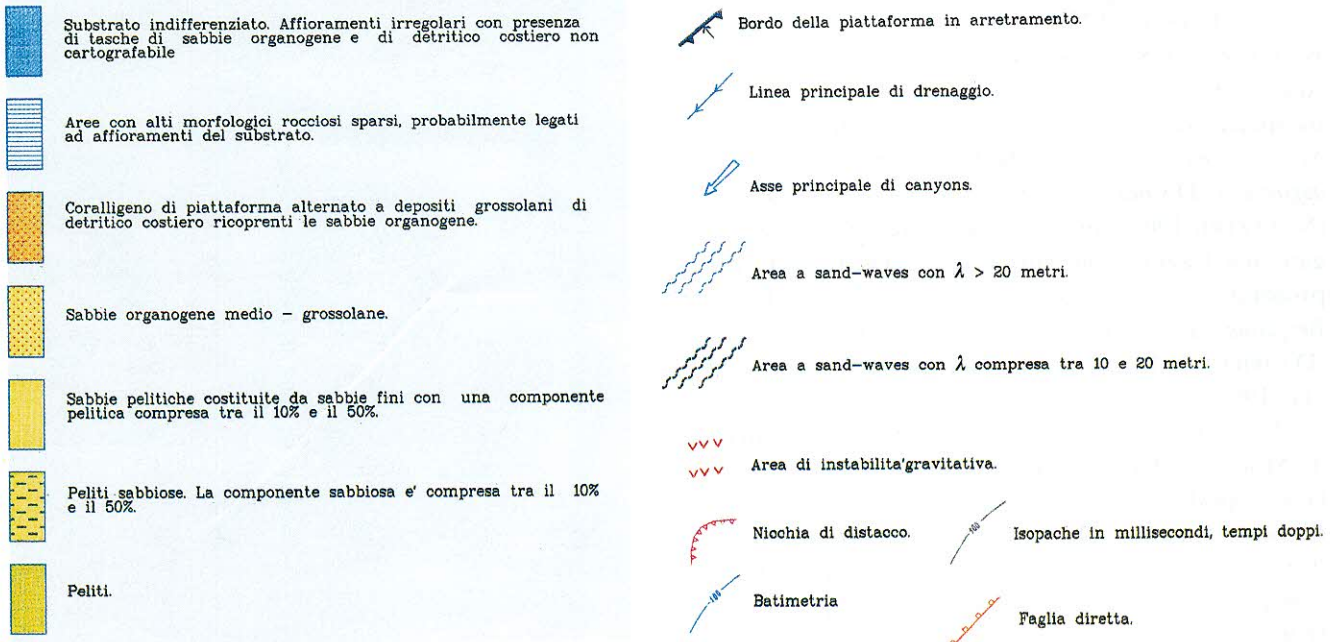 Substrato indifferenziato. Affioramenti irregolari con presenza
di tasche di sabbie organogene e di detritico costiero non
cartografabile
Aree con alti morfologici rocciosi sparsi, probabilmente legati
ad affioramenti del substrato.
Coralligeno di piattaforma alternato a depositi grossolani di
detritico costiero ricoprenti le sabbie organogene.
Sabbie organogene medio - grossolane.
Sabbie pelitiche costituite da sabbie fini con una componente
pelitica compresa tra il 10% e il 50%.
Peliti sabbiose. La componente sabbiosa e' compresa tra il 10%
e il 50%.
Peliti.
Bordo della piattaforma in arretramento.
Linea principale di drenaggio.
Asse principale di canyons.
Area a sand-waves con λ > 20 metri.
Area a sand-waves con λ compresa tra 10 e 20 metri.
Area di instabilita'gravitativa.
Nicchia di distacco.
-100
Isopache in millisecondi, tempi doppi.
-100
Batimetria
Faglia diretta.